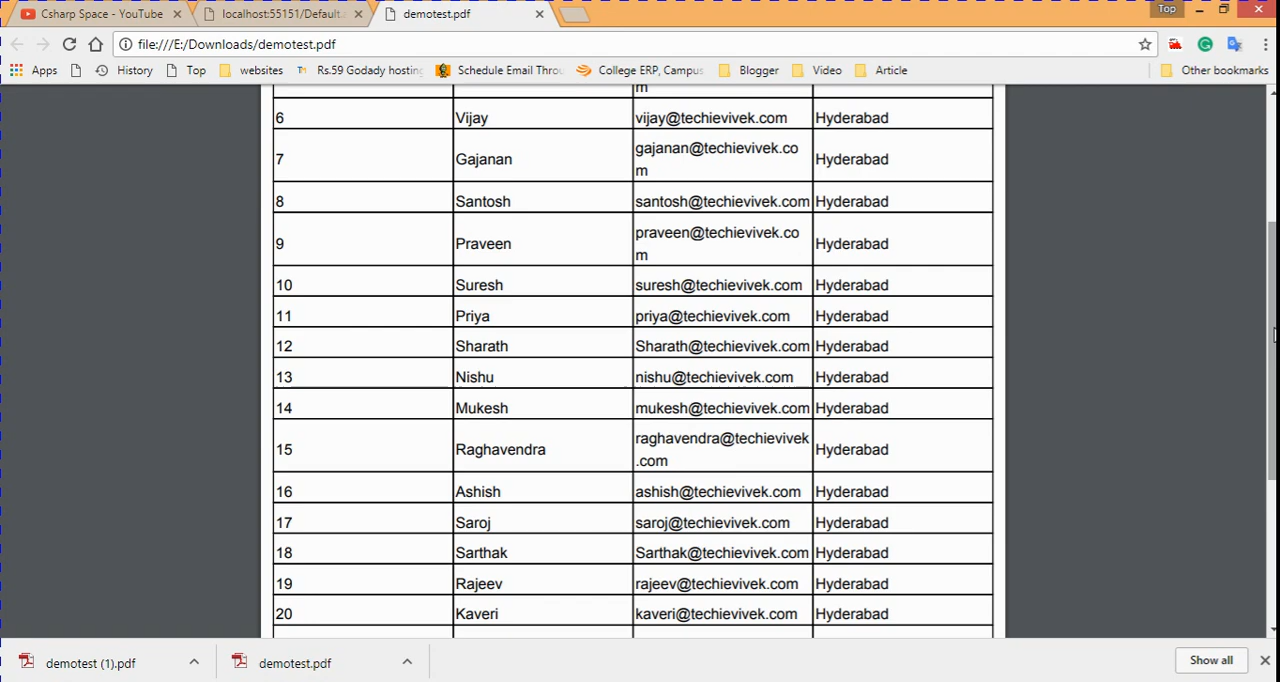 Csharp Space - YouTube
localhost:55151/Default.a
demotest.pdf
Top
file:///E:/Downloads/demotest.pdf
Apps
History
Top
websites
Rs.59 Godady hosting
Schedule Email Throu
College ERP, Campus
Blogger
Video
Article
Other bookmarks
m
6 Vijay vijay@techievivek.com Hyderabad
7 Gajanan gajanan@techievivek.co Hyderabad
m
8 Santosh santosh@techievivek.com Hyderabad
9 Praveen praveen@techievivek.co Hyderabad
m
10 Suresh suresh@techievivek.com Hyderabad
11 Priya priya@techievivek.com Hyderabad
12 Sharath Sharath@techievivek.com Hyderabad
13 Nishu nishu@techievivek.com Hyderabad
14 Mukesh mukesh@techievivek.com Hyderabad
15 Raghavendra raghavendra@techievivek Hyderabad
.com
16 Ashish ashish@techievivek.com Hyderabad
17 Saroj saroj@techievivek.com Hyderabad
18 Sarthak Sarthak@techievivek.com Hyderabad
19 Rajeev rajeev@techievivek.com Hyderabad
20 Kaveri kaveri@techievivek.com Hyderabad
demotest (1).pdf
demotest.pdf
Show all